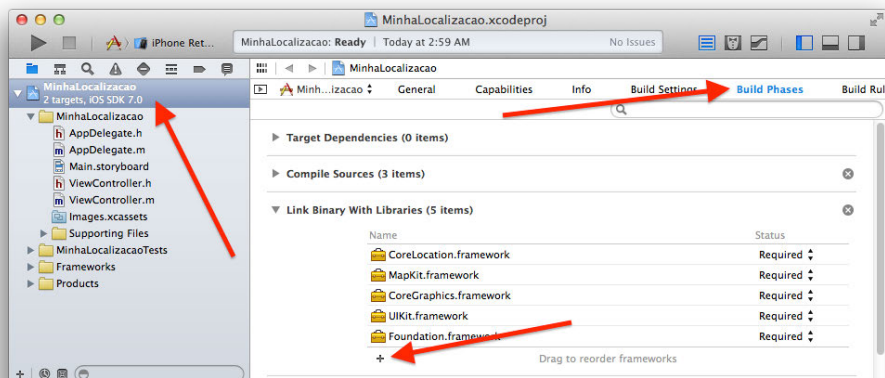 MinhaLocalizacao.xcodeproj
iPhone Ret...
MinhaLocalizacao: Ready | Today at 2:59 AM
No Issues
MinhaLocalizacao
2 targets, iOS SDK 7.0
MinhaLocalizacao
h AppDelegate.h
m AppDelegate.m
Main.storyboard
h ViewController.h
m ViewController.m
Images.xcassets
Supporting Files
MinhaLocalizacaoTests
Frameworks
Products
MinhaLocalizacao
Minh...izacao General Capabilities Info Build Settings Build Phases Build Rul
Target Dependencies (0 items)
Compile Sources (3 items)
Link Binary With Libraries (5 items)
Name Status
CoreLocation.framework Required
MapKit.framework Required
CoreGraphics.framework Required
UIKit.framework Required
Foundation.framework Required
+ Drag to reorder frameworks